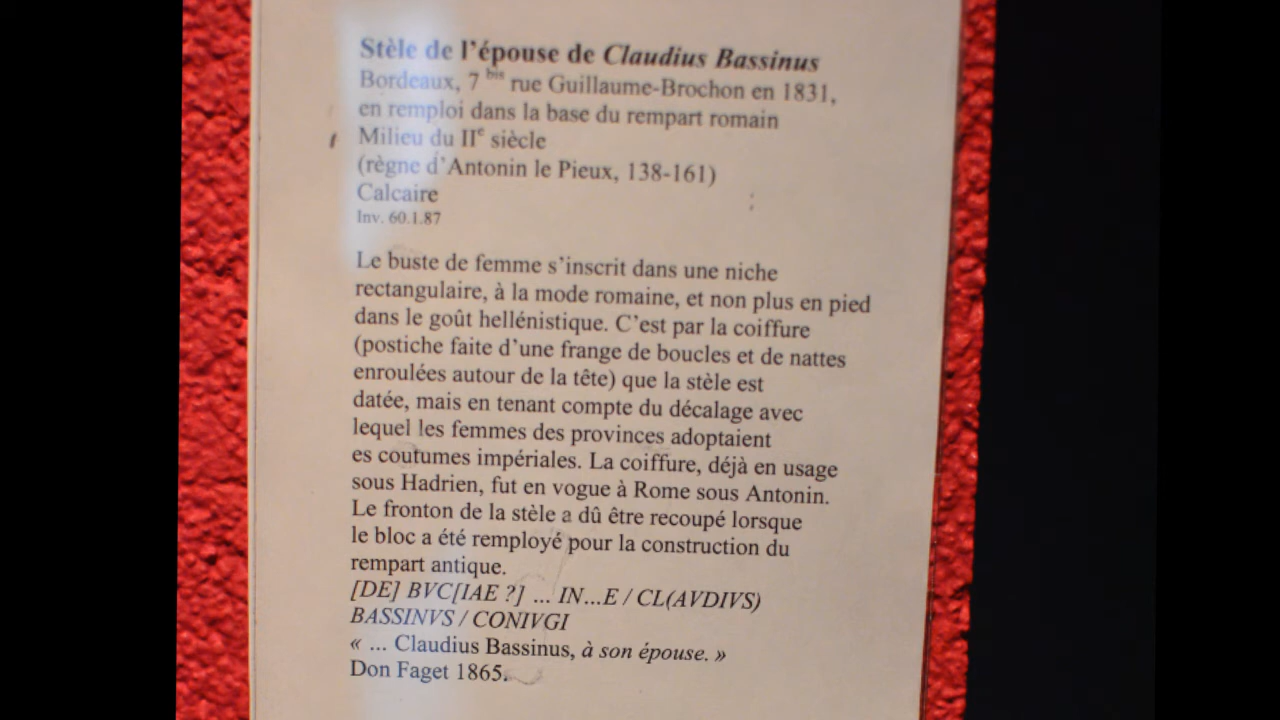 Stèle de l'épouse de Claudius Bassinus
Bordeaux, 7 bis rue Guillaume-Brochon en 1831,
en remploi dans la base du rempart romain
Milieu du IIe siècle
(règne d'Antonin le Pieux, 138-161)
Calcaire
Inv. 60.1.87
Le buste de femme s'inscrit dans une niche
rectangulaire, à la mode romaine, et non plus en pied
dans le goût hellénistique. C'est par la coiffure
(postiche faite d'une frange de boucles et de nattes
enroulées autour de la tête) que la stèle est
datée, mais en tenant compte du décalage avec
lequel les femmes des provinces adoptaient
es coutumes impériales. La coiffure, déjà en usage
sous Hadrien, fut en vogue à Rome sous Antonin.
Le fronton de la stèle a dû être recoupé lorsque
le bloc a été remployé pour la construction du
rempart antique.
[DE] BVC[IAE ?] ... IN...E / CL(AVDIVS)
BASSINVS / CONIVGI
« ... Claudius Bassinus, à son épouse. »
Don Faget 1865.